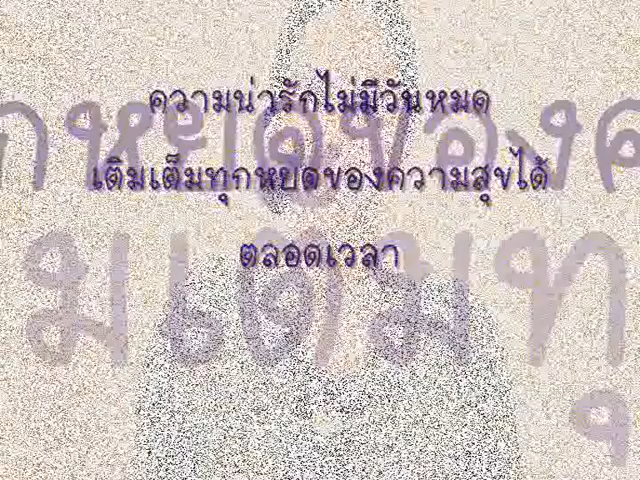 ความน่ารักไม่มีวันหมด
เติมเต็มทุกหยดของความสุขได้
ตลอดเวลา